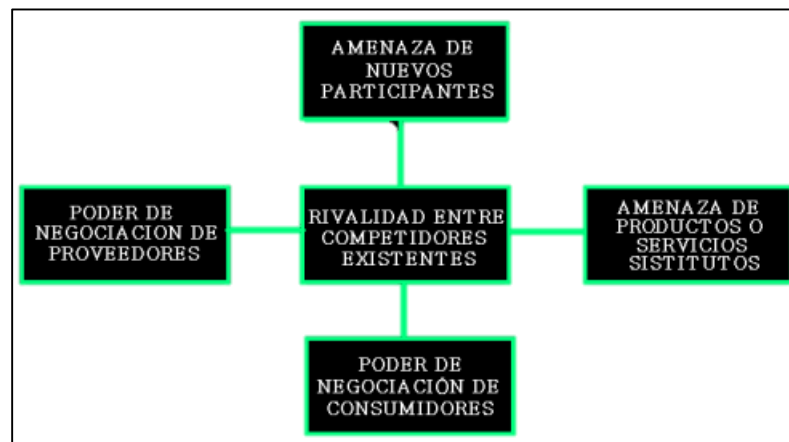 AMENAZA DE
NUEVOS
PARTICIPANTES
PODER DE
NEGOCIACION DE
PROVEEDORES
RIVALIDAD ENTRE
COMPETIDORES
EXISTENTES
AMENAZA DE
PRODUCTOS O
SERVICIOS
SISTITUTOS
PODER DE
NEGOCIACIÓN DE
CONSUMIDORES